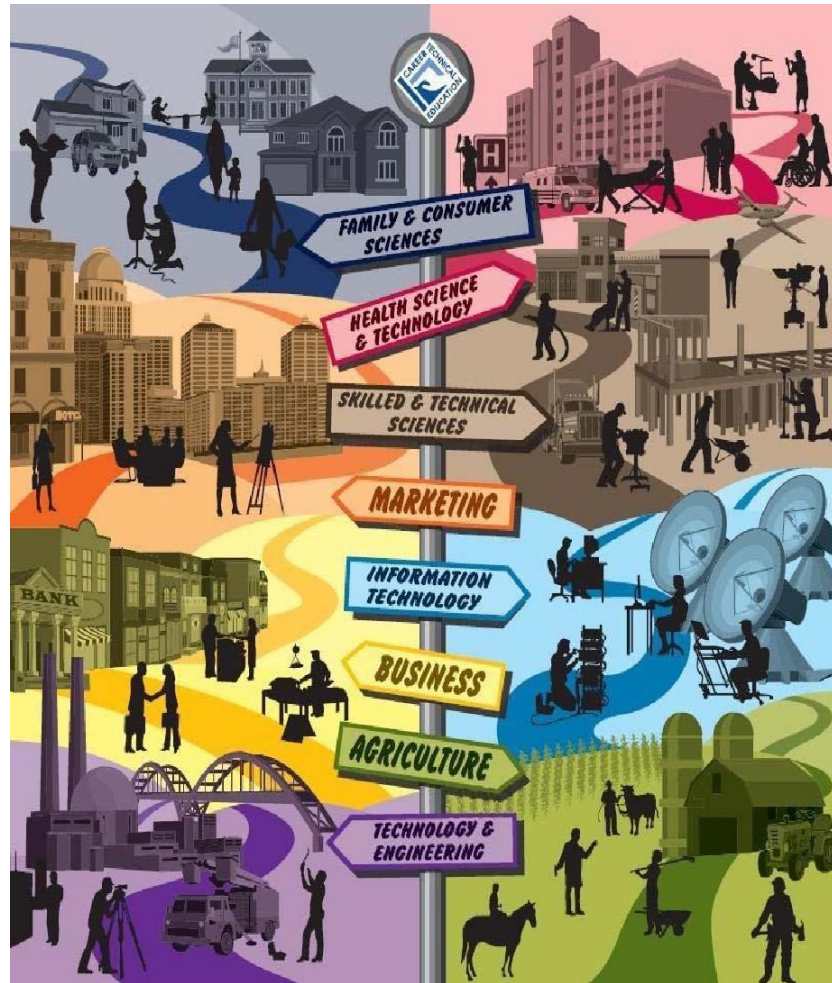 CAREER TECHNICAL
EDUCATION
H
FAMILY & CONSUMER
SCIENCES
HEALTH SCIENCE
& TECHNOLOGY
SKILLED & TECHNICAL
SCIENCES
HOTEL
MARKETING
INFORMATION
TECHNOLOGY
BANK
BUSINESS
AGRICULTURE
TECHNOLOGY &
ENGINEERING